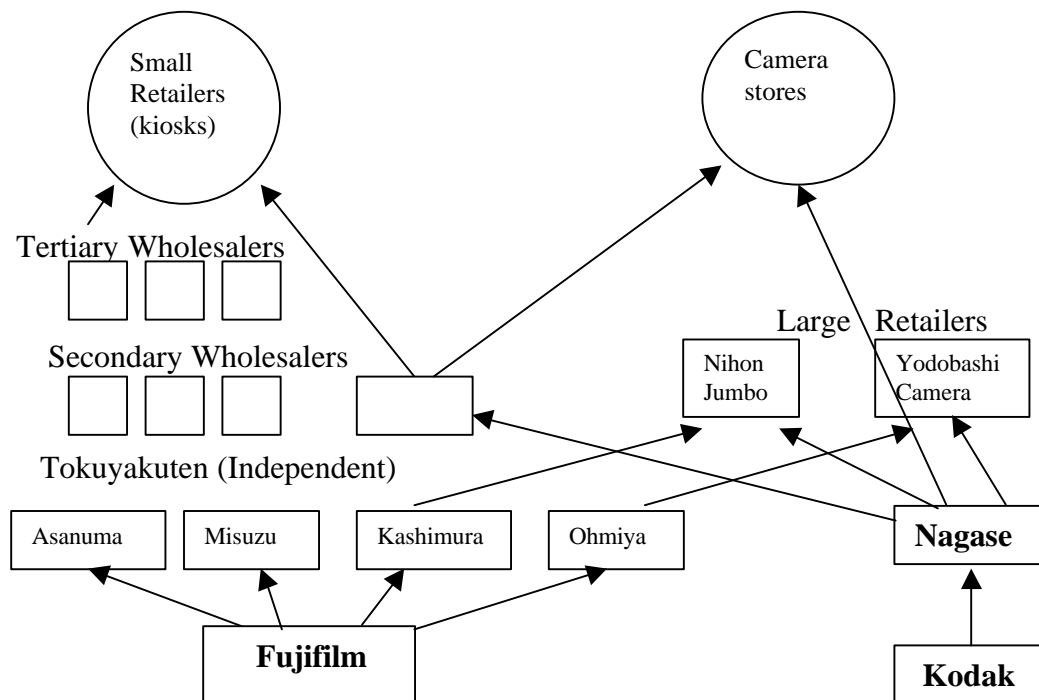 Small
Retailers
(kiosks)
Camera
stores
Tertiary Wholesalers
Large Retailers
Secondary Wholesalers
Nihon
Jumbo
Yodobashi
Camera
Tokuyakuten (Independent)
Asanuma
Misuzu
Kashimura
Ohmiya
Nagase
Fujifilm
Kodak